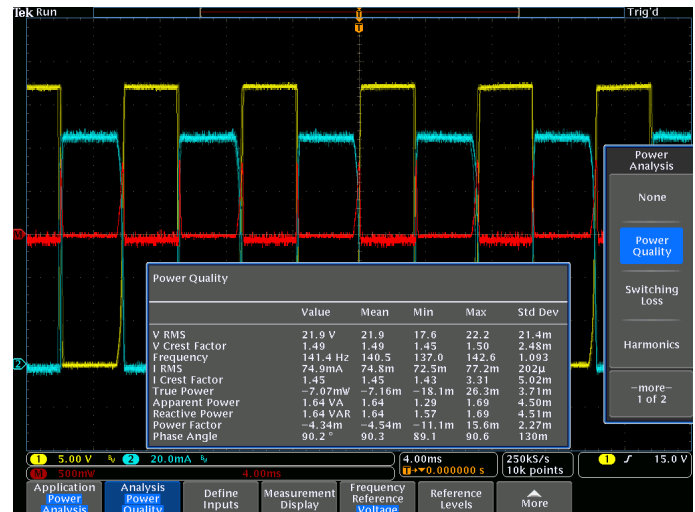 Tek Run Trig'd
T
T
M
2
Power
Analysis
None
Power
Quality
Switching
Loss
Harmonics
–more–
1 of 2
Power Quality
Value Mean Min Max Std Dev
V RMS 21.9 V 21.9 17.6 22.2 21.4m
V Crest Factor 1.49 1.49 1.45 1.50 2.48m
Frequency 141.4 Hz 140.5 137.0 142.6 1.093
I RMS 74.9mA 74.8m 72.5m 77.2m 202µ
I Crest Factor 1.45 1.45 1.43 3.31 5.02m
True Power −7.07mW −7.16m −18.1m 26.3m 3.71m
Apparent Power 1.64 VA 1.64 1.29 1.69 4.50m
Reactive Power 1.64 VAR 1.64 1.57 1.69 4.51m
Power Factor −4.34m −4.54m −11.1m 15.6m 2.27m
Phase Angle 90.2 ° 90.3 89.1 90.6 130m
1 5.00 V 2 20.0mA 4.00ms 250kS/s 1 15.0 V
T→▼0.000000 s 10k points
M 500mW 4.00ms
Application
Power
Analysis
Analysis
Power
Quality
Define
Inputs
Measurement
Display
Frequency
Reference
Voltage
Reference
Levels
More